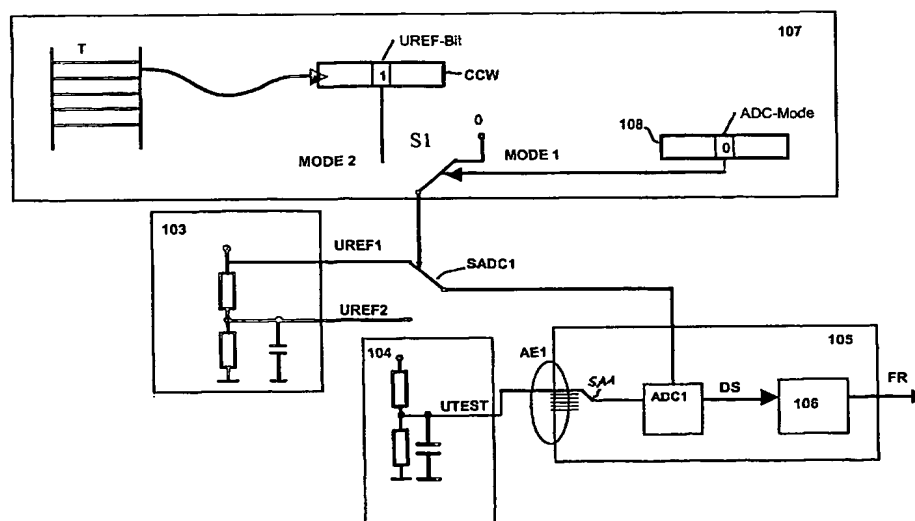 107
T
UREF-Bit
1
CCW
S1
0
108
ADC-Mode
0
MODE 2
MODE 1
103
UREF1
SADC1
UREF2
104
UTEST
AE1
SAA
105
ADC1
DS
106
FR